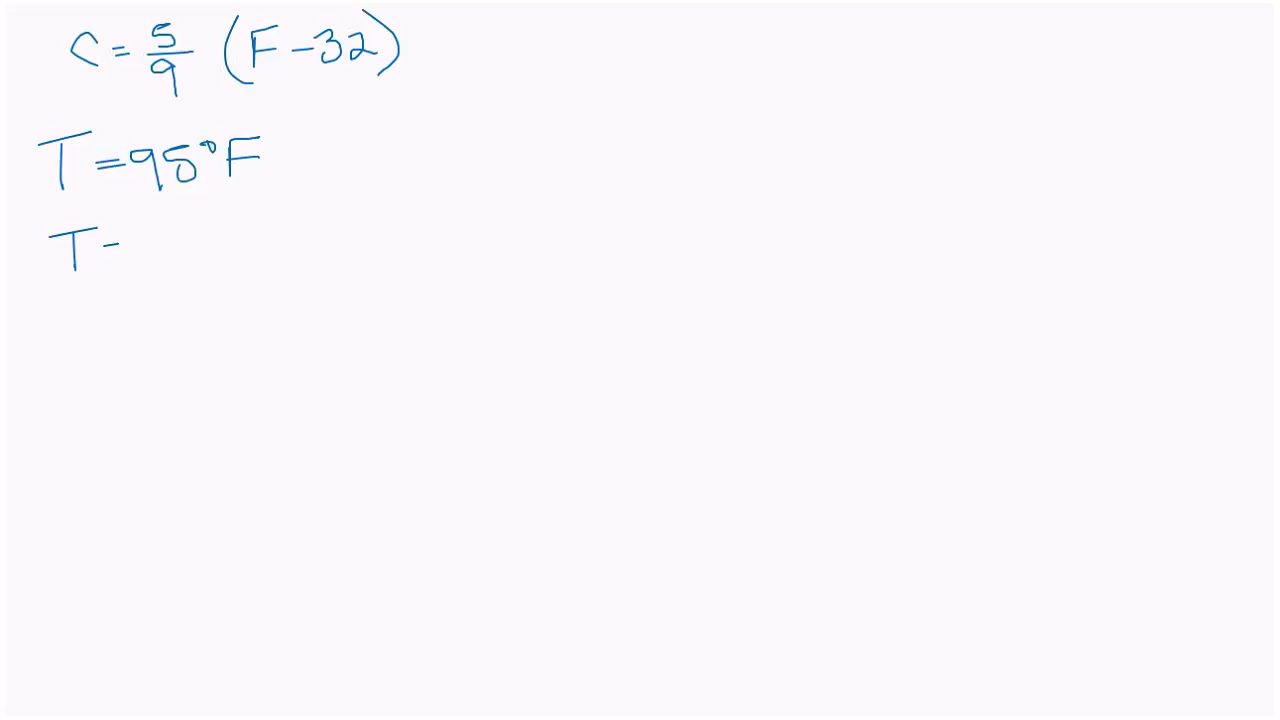 C = 5/9 (F - 32)
T = 95°F
T -